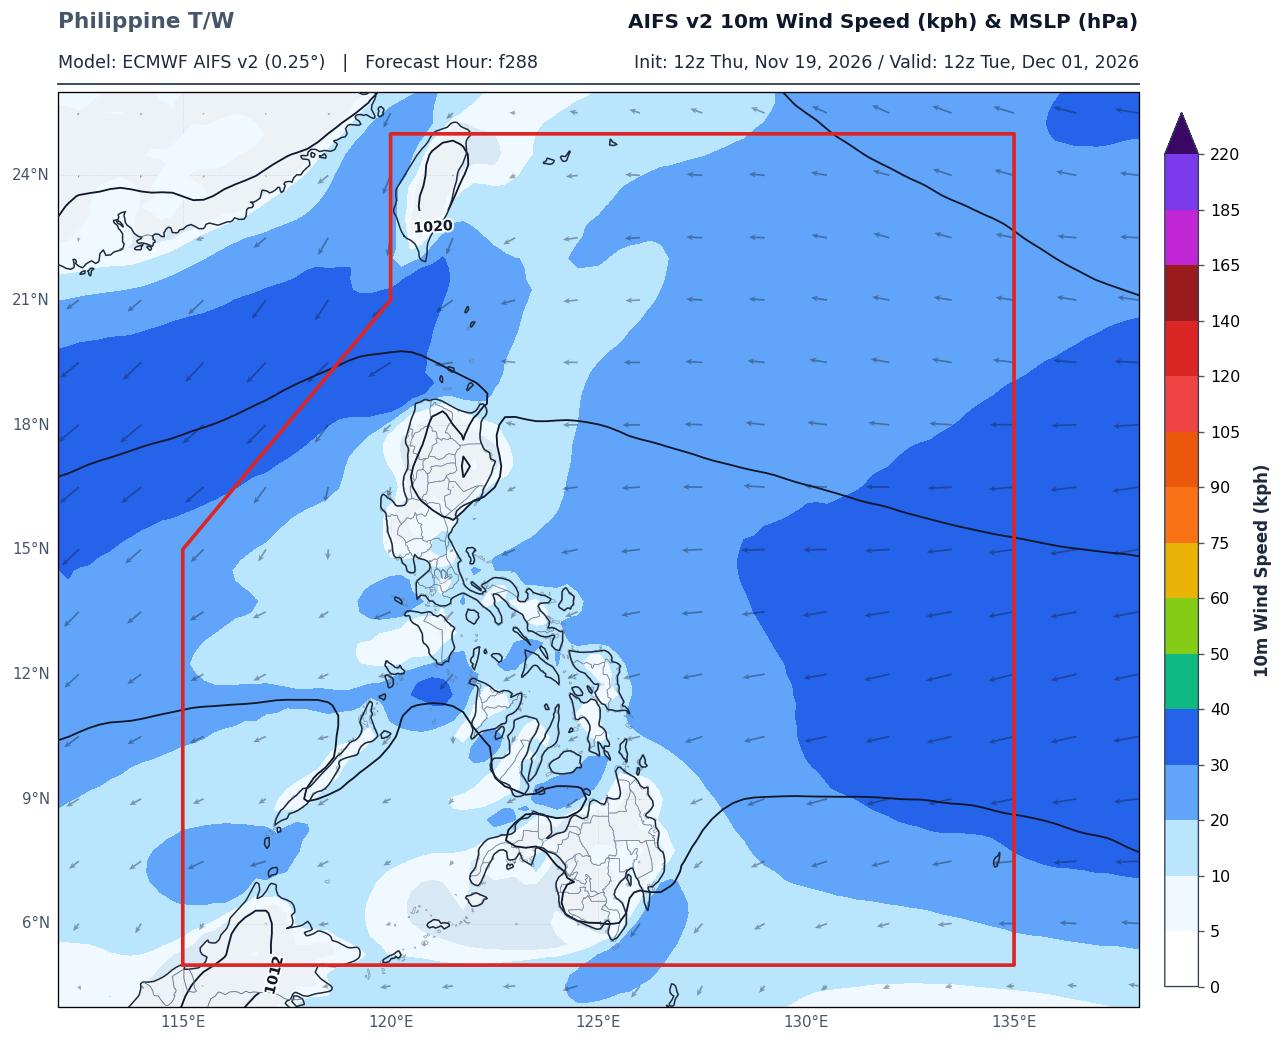 Philippine T/W
AIFS v2 10m Wind Speed (kph) & MSLP (hPa)
Model: ECMWF AIFS v2 (0.25°) | Forecast Hour: f288
Init: 12z Thu, Nov 19, 2026 / Valid: 12z Tue, Dec 01, 2026
24°N
21°N
18°N
15°N
12°N
9°N
6°N
1020
1012
115°E
120°E
125°E
130°E
135°E
220
185
165
140
120
105
90
75
60
50
40
30
20
10
5
0
10m Wind Speed (kph)